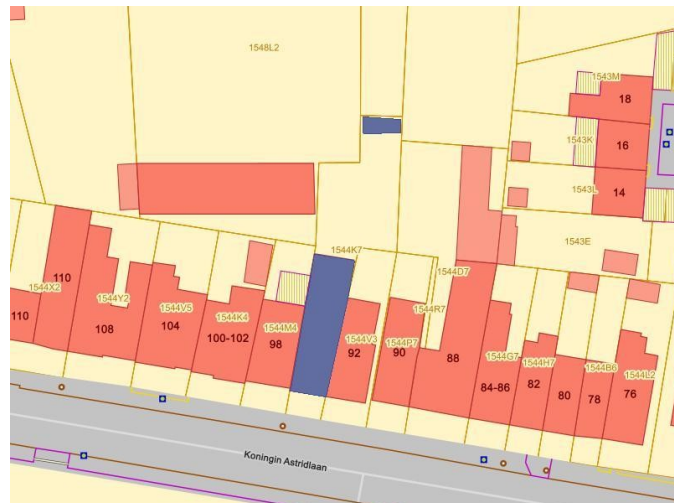 1548L2
1543M
18
1543K
16
1543L
14
1543E
1544K7
110
1544X2
1544D7
110
1544Y2
108
1544V5
104
1544R7
1544K4
100-102
1544M4
98
1544V3
92
1544P7
90
88
1544G7
84-86
1544H7
82
80
1544B6
78
1544L2
76
Koningin Astridlaan